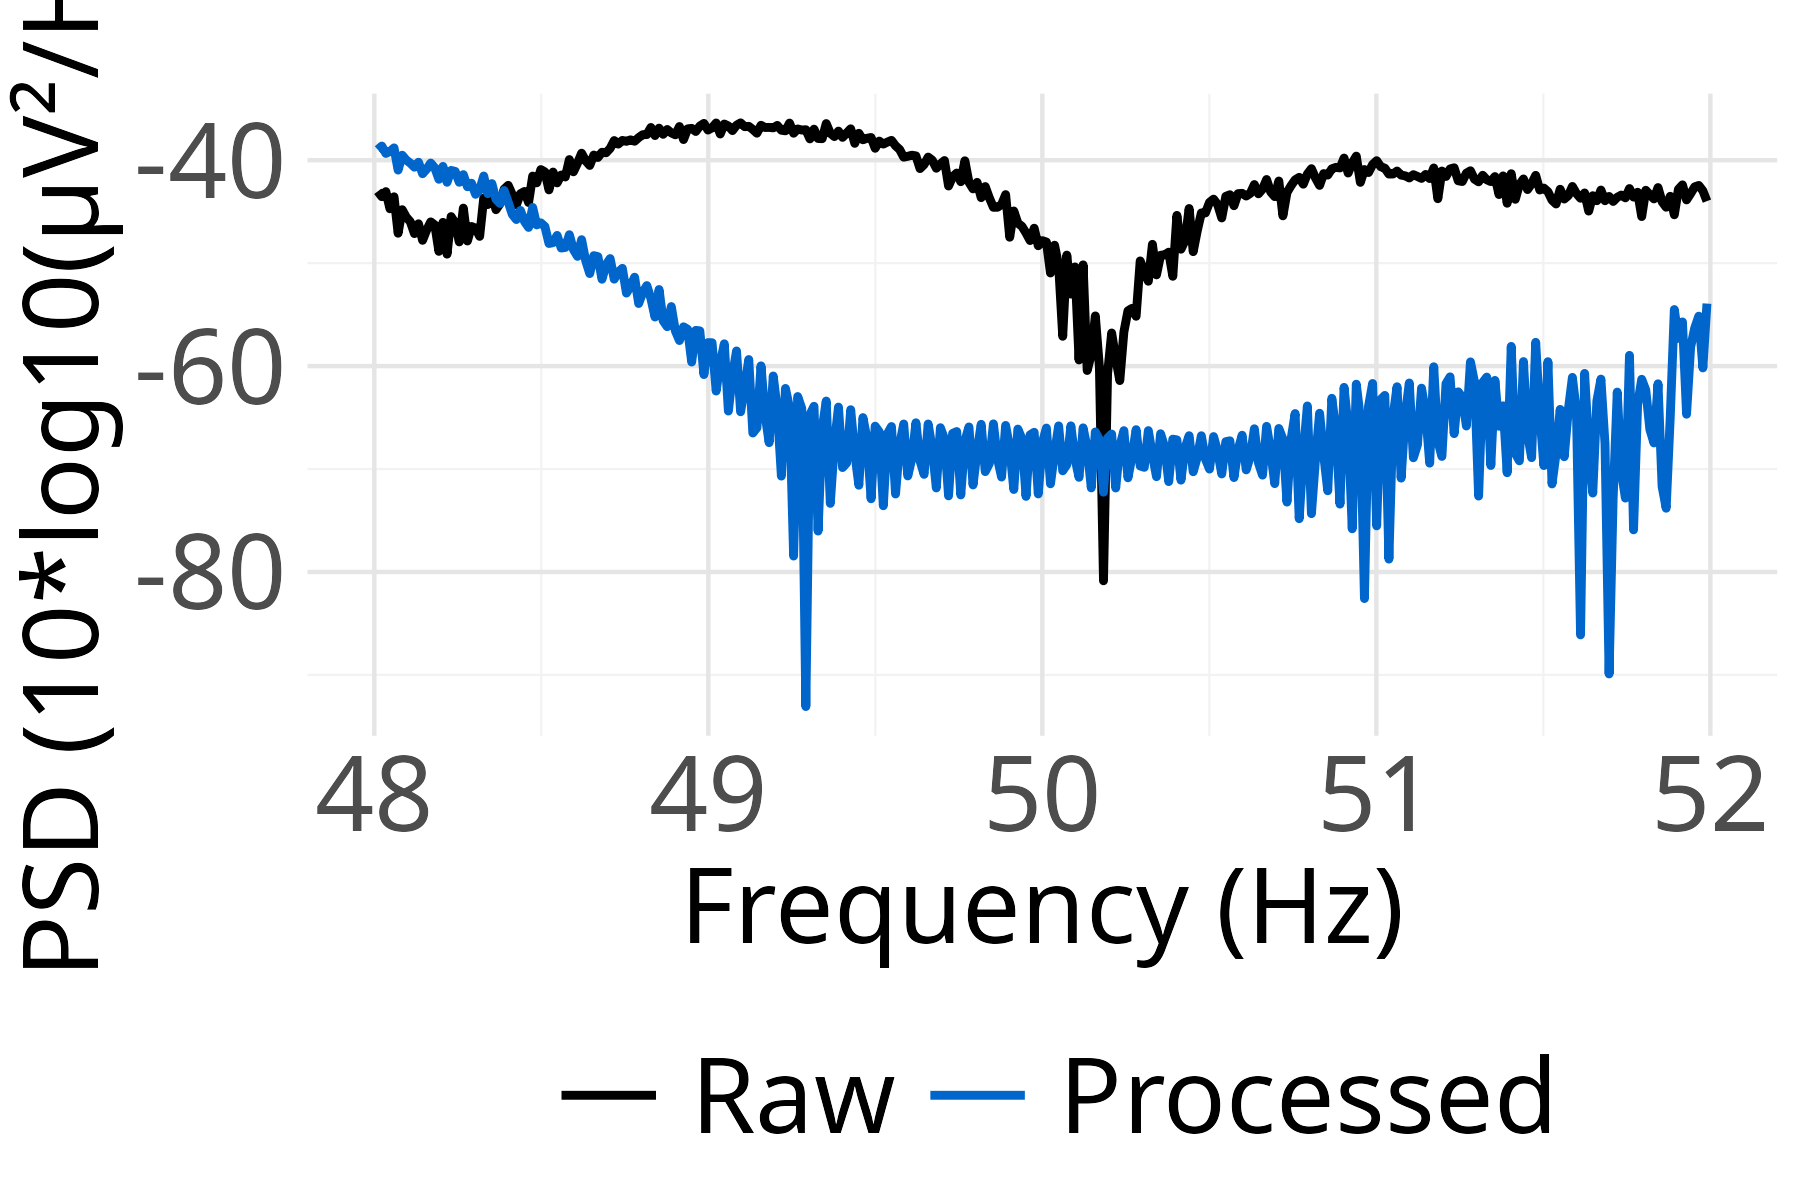 PSD (10*log10(µV²/H
-40
-60
-80
48 49 50 51 52
Frequency (Hz)
Raw Processed